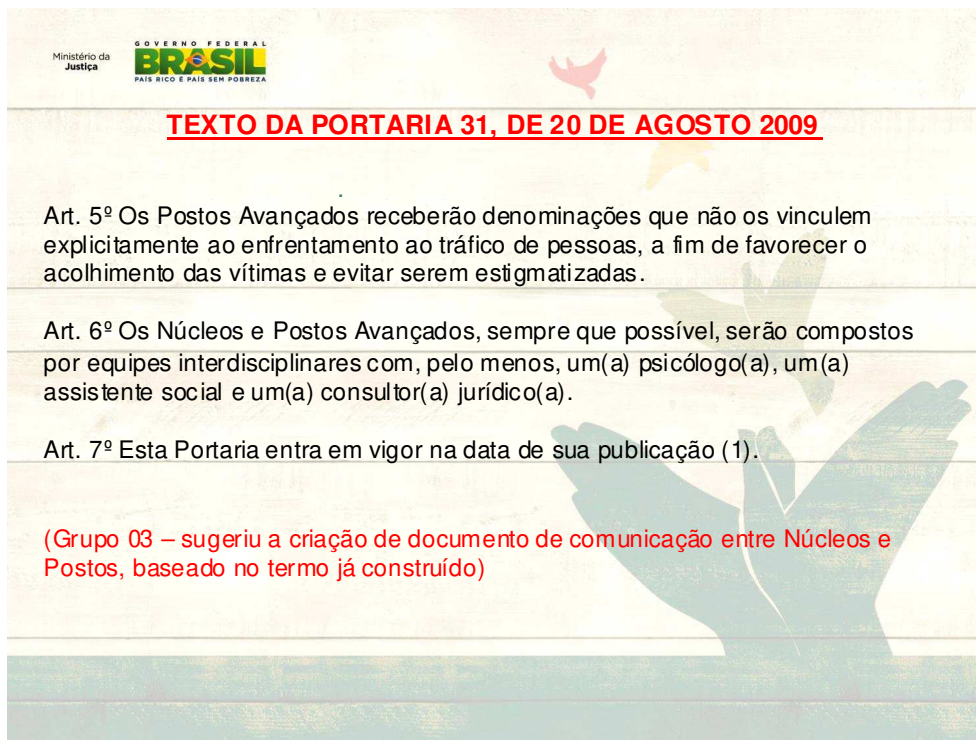 Ministério da
Justiça
GOVERNO FEDERAL
BRASIL
PAÍS RICO É PAÍS SEM POBREZA
TEXTO DA PORTARIA 31, DE 20 DE AGOSTO 2009
Art. 5º Os Postos Avançados receberão denominações que não os vinculem
explicitamente ao enfrentamento ao tráfico de pessoas, a fim de favorecer o
acolhimento das vítimas e evitar serem estigmatizadas.
Art. 6º Os Núcleos e Postos Avançados, sempre que possível, serão compostos
por equipes interdisciplinares com, pelo menos, um(a) psicólogo(a), um(a)
assistente social e um(a) consultor(a) jurídico(a).
Art. 7º Esta Portaria entra em vigor na data de sua publicação (1).
(Grupo 03 – sugeriu a criação de documento de comunicação entre Núcleos e
Postos, baseado no termo já construído)